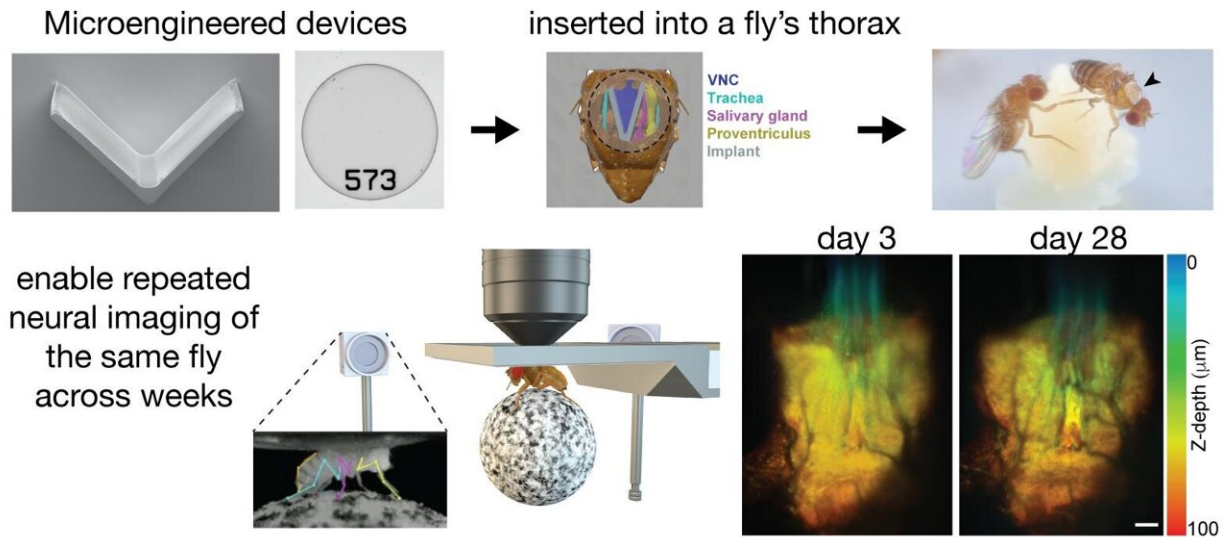 Microengineered devices
inserted into a fly's thorax
573
VNC
Trachea
Salivary gland
Proventriculus
Implant
enable repeated
neural imaging of
the same fly
across weeks
day 3
day 28
0
Z-depth (μm)
100